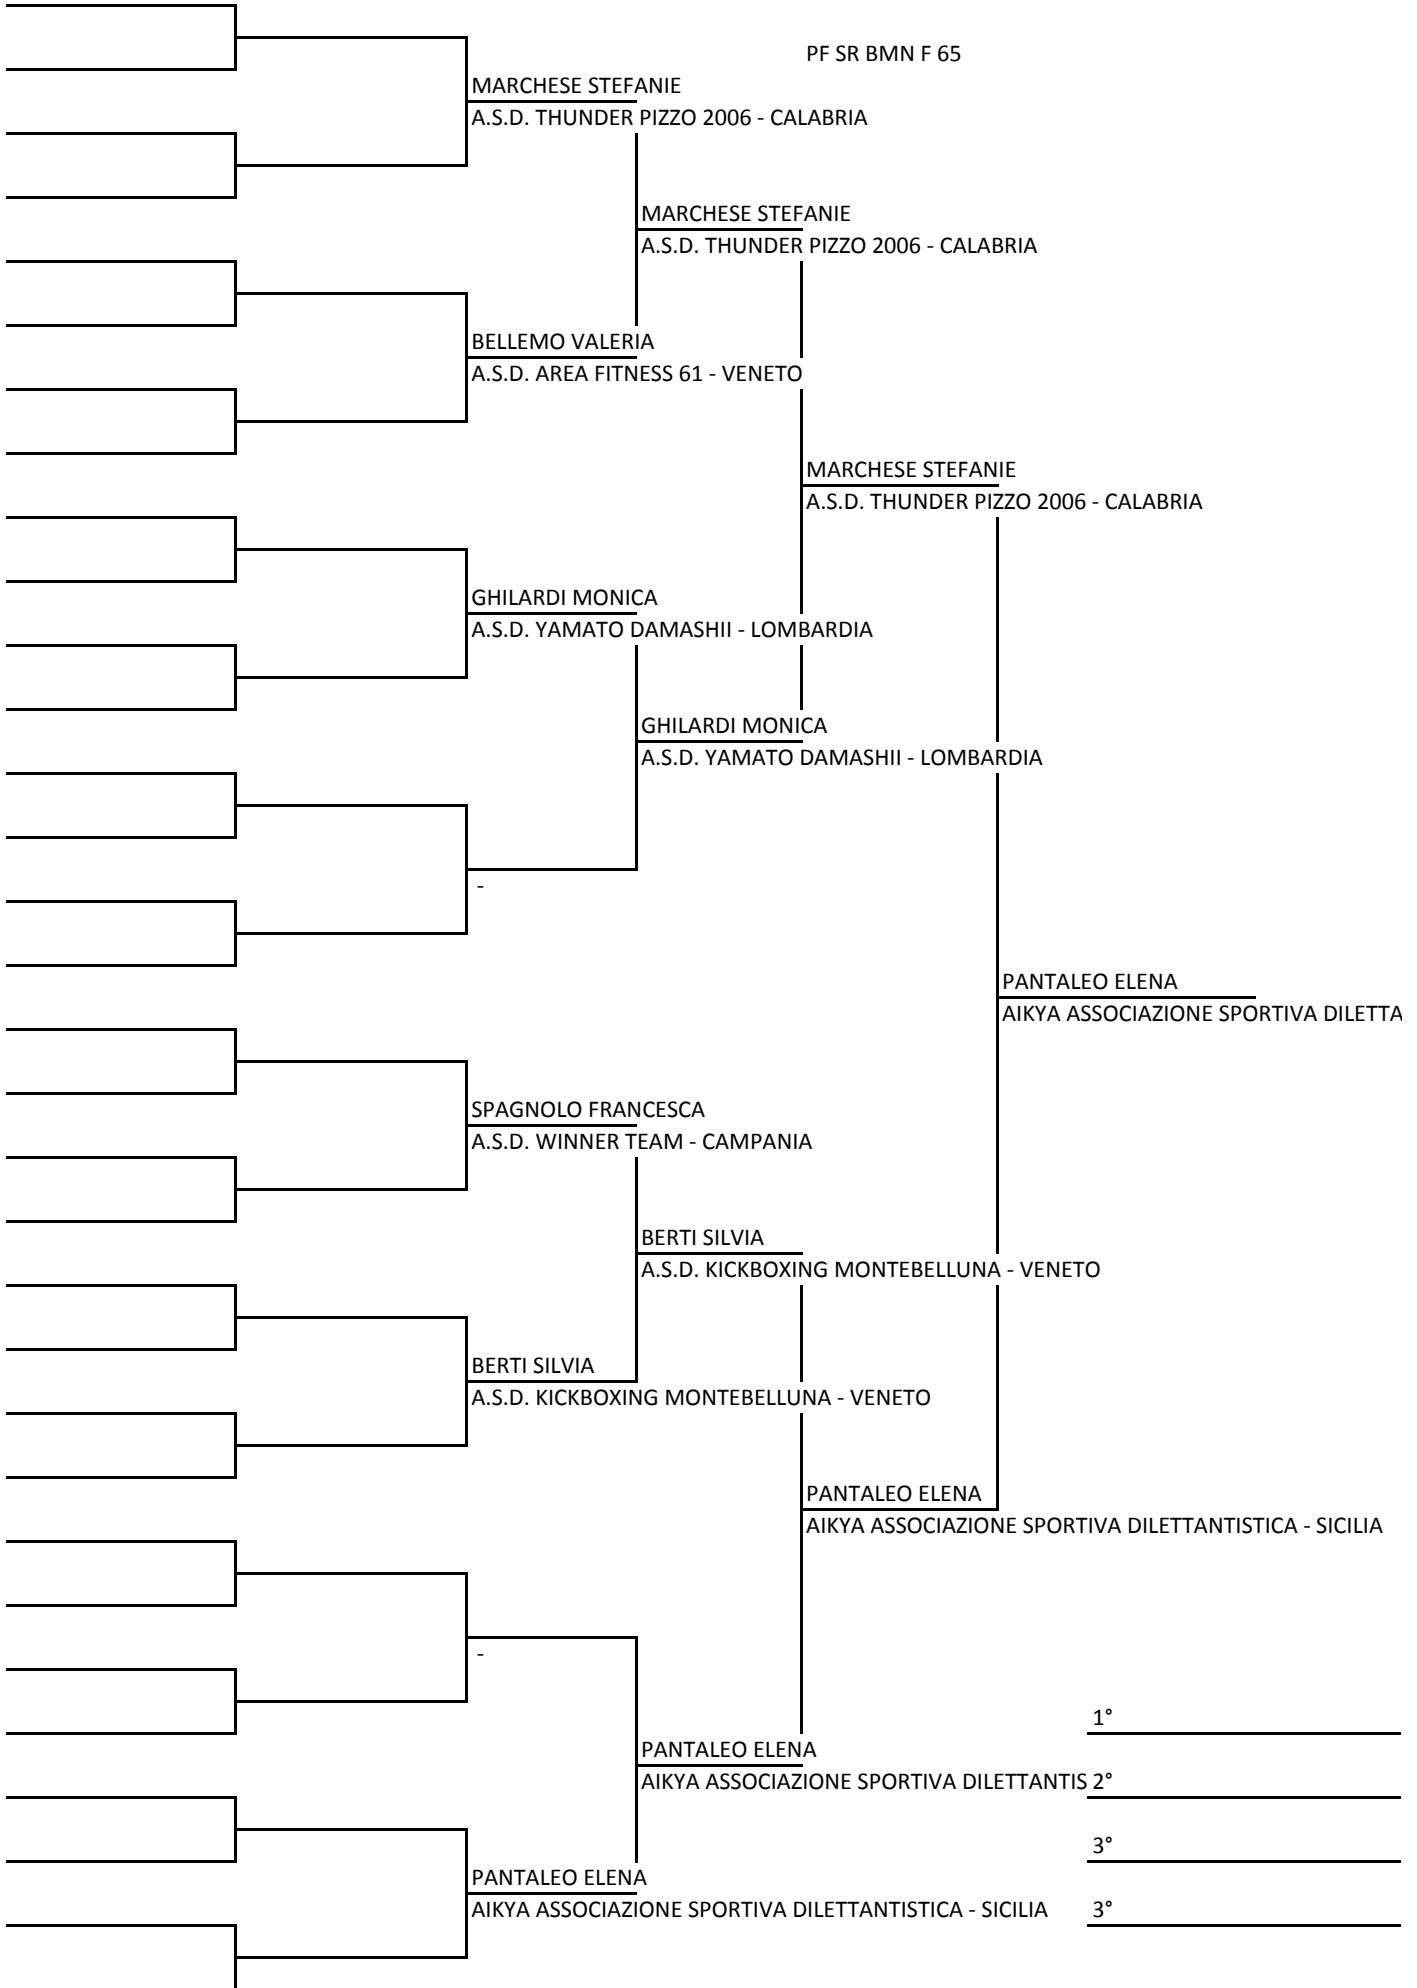 PF SR BMN F 65
MARCHESE STEFANIE
A.S.D. THUNDER PIZZO 2006 - CALABRIA
MARCHESE STEFANIE
A.S.D. THUNDER PIZZO 2006 - CALABRIA
BELLEMO VALERIA
A.S.D. AREA FITNESS 61 - VENETO
MARCHESE STEFANIE
A.S.D. THUNDER PIZZO 2006 - CALABRIA
GHILARDI MONICA
A.S.D. YAMATO DAMASHII - LOMBARDIA
GHILARDI MONICA
A.S.D. YAMATO DAMASHII - LOMBARDIA
-
PANTALEO ELENA
AIKYA ASSOCIAZIONE SPORTIVA DILETTA
SPAGNOLO FRANCESCA
A.S.D. WINNER TEAM - CAMPANIA
BERTI SILVIA
A.S.D. KICKBOXING MONTEBELLUNA - VENETO
BERTI SILVIA
A.S.D. KICKBOXING MONTEBELLUNA - VENETO
PANTALEO ELENA
AIKYA ASSOCIAZIONE SPORTIVA DILETTANTISTICA - SICILIA
-
1°
PANTALEO ELENA
AIKYA ASSOCIAZIONE SPORTIVA DILETTANTIS 2°
3°
PANTALEO ELENA
AIKYA ASSOCIAZIONE SPORTIVA DILETTANTISTICA - SICILIA 3°